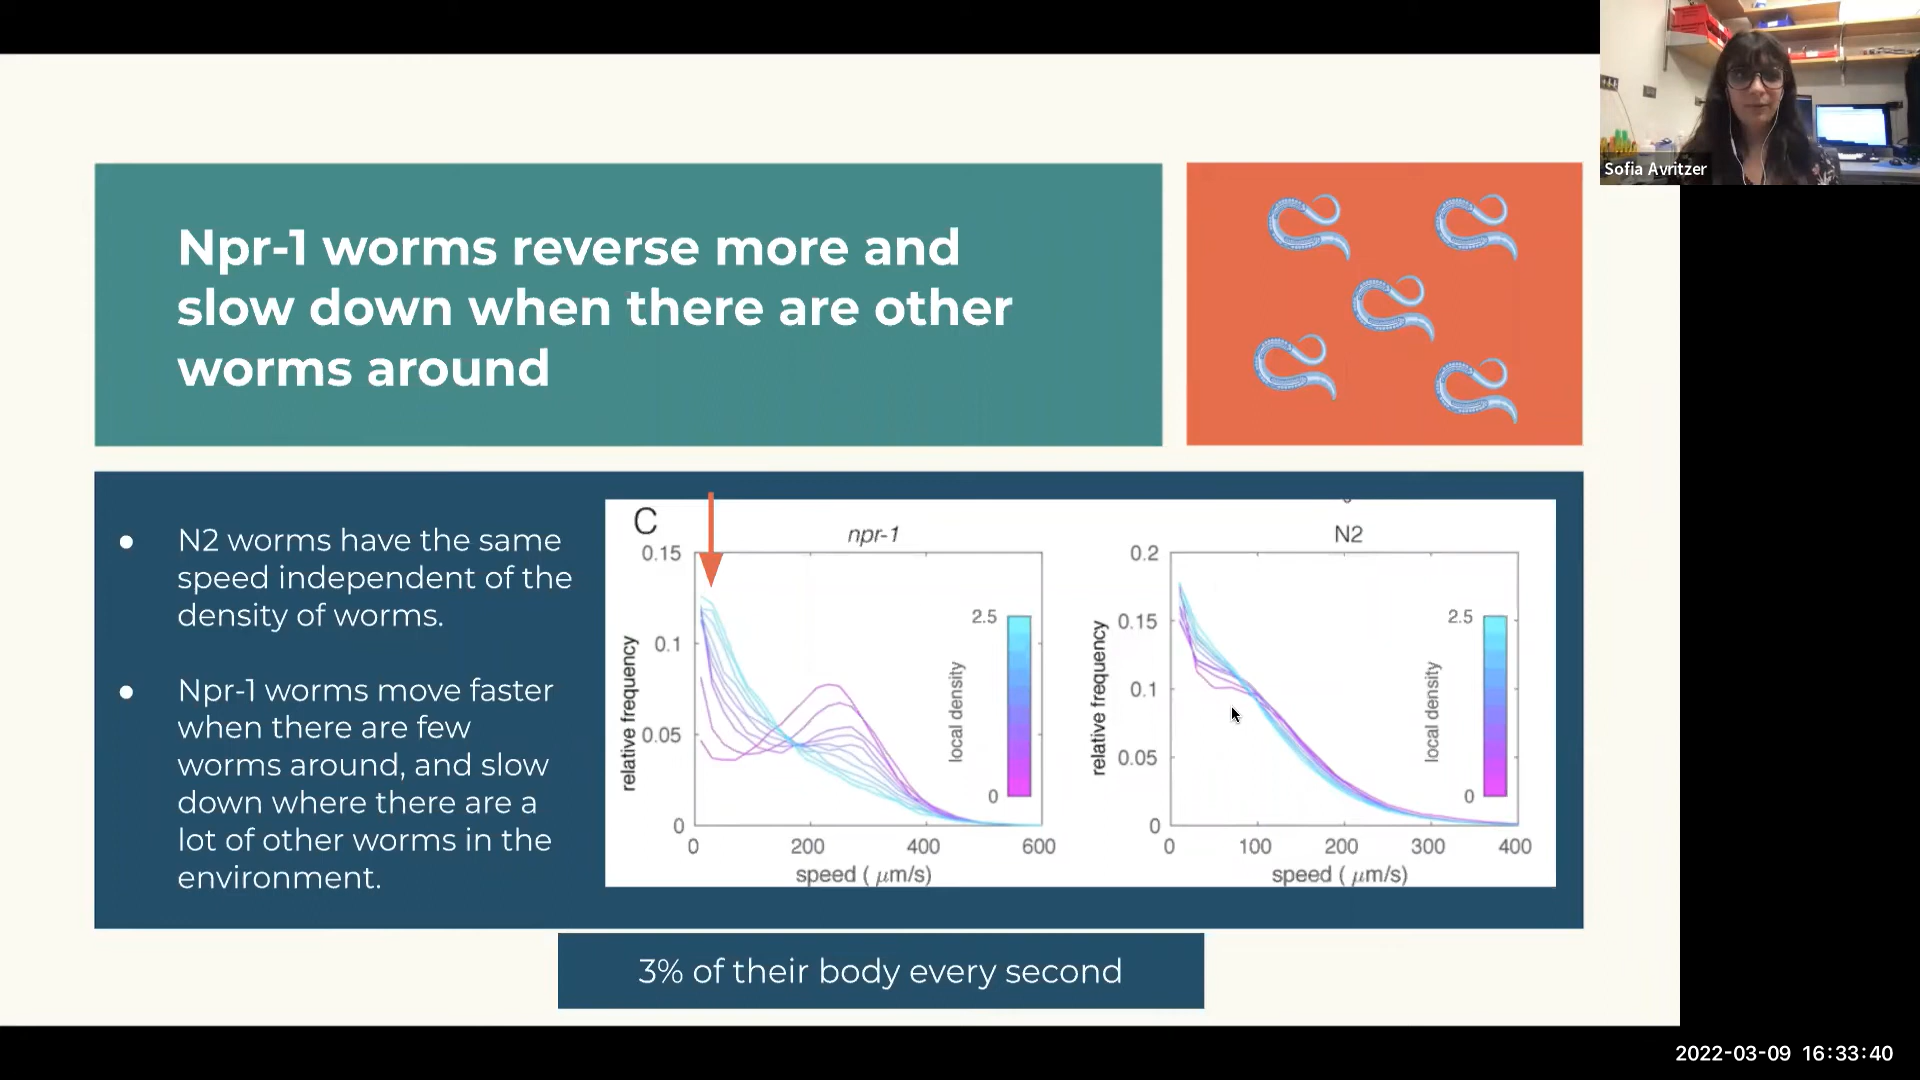 Sofia Avritzer
Npr-1 worms reverse more and
slow down when there are other
worms around
● N2 worms have the same
speed independent of the
density of worms.
● Npr-1 worms move faster
when there are few
worms around, and slow
down where there are a
lot of other worms in the
environment.
C
npr-1
0.15
0.1
0.05
0
relative frequency
2.5
0
local density
0 200 400 600
speed ( μm/s)
N2
0.2
0.15
0.1
0.05
0
relative frequency
2.5
0
local density
0 100 200 300 400
speed ( μm/s)
3% of their body every second
2022-03-09 16:33:40